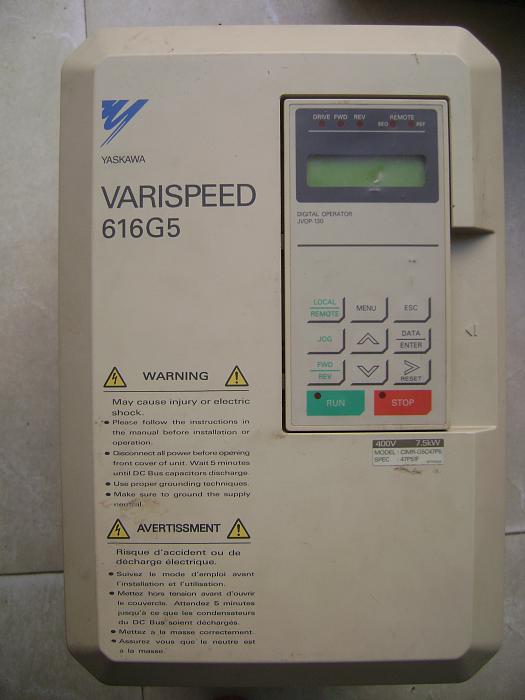 YASKAWA
VARISPEED
616G5
DRIVE FWD REV REMOTE
SEQ REF
DIGITAL OPERATOR
JVOP-130
LOCAL
REMOTE
MENU
ESC
JOG
DATA
ENTER
FWD
REV
RESET
RUN
STOP
400V 7.5kW
MODEL : CIMR-G5C47P5
SPEC : 47P51F
WARNING
May cause injury or electric
shock.
● Please follow the instructions in
the manual before installation or
operation.
● Disconnect all power before opening
front cover of unit. Wait 5 minutes
until DC Bus capacitors discharge.
● Use proper grounding techniques.
● Make sure to ground the supply
neutral.
AVERTISSMENT
Risque d'accident ou de
décharge électrique.
● Suivez le mode d'emploi avant
l'installation et l'utilisation.
● Mettez hors tension avant d'ouvrir
le couvercle. Attendez 5 minutes
jusqu'à ce que les condensateurs
du DC Bus soient déchargés.
● Mettez à la masse correctement.
● Assurez vous que le neutre est
à la masse.